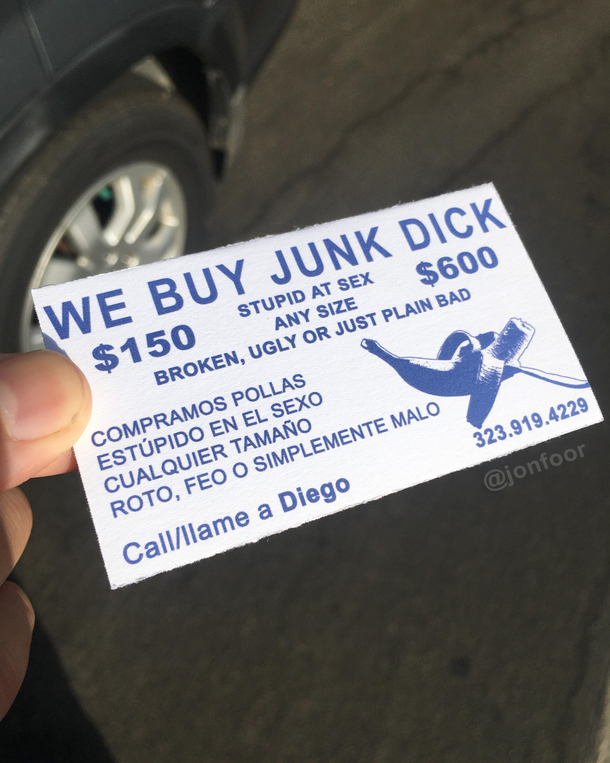 WE BUY JUNK DICK
$150 STUPID AT SEX $600
ANY SIZE
BROKEN, UGLY OR JUST PLAIN BAD
COMPRAMOS POLLAS
ESTÚPIDO EN EL SEXO
CUALQUIER TAMAÑO
ROTO, FEO O SIMPLEMENTE MALO
323.919.4229
Call/llame a Diego
@jonfoor